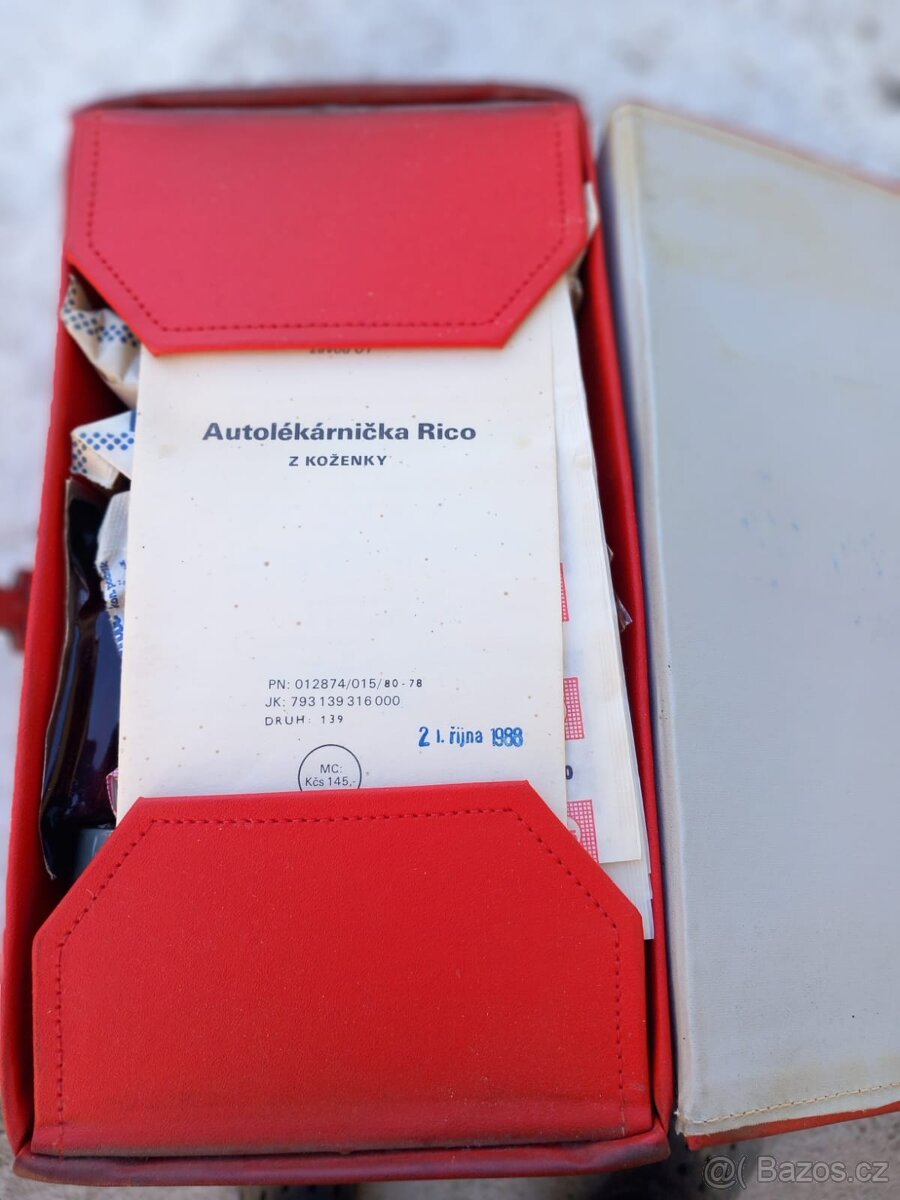 Autolékárnička Rico
Z KOŽENKY
PN: 012874/015/80-78
JK: 793 139 316 000
DRUH: 139
21. října 1988
MC:
Kčs 145,-
@( Bazos.cz